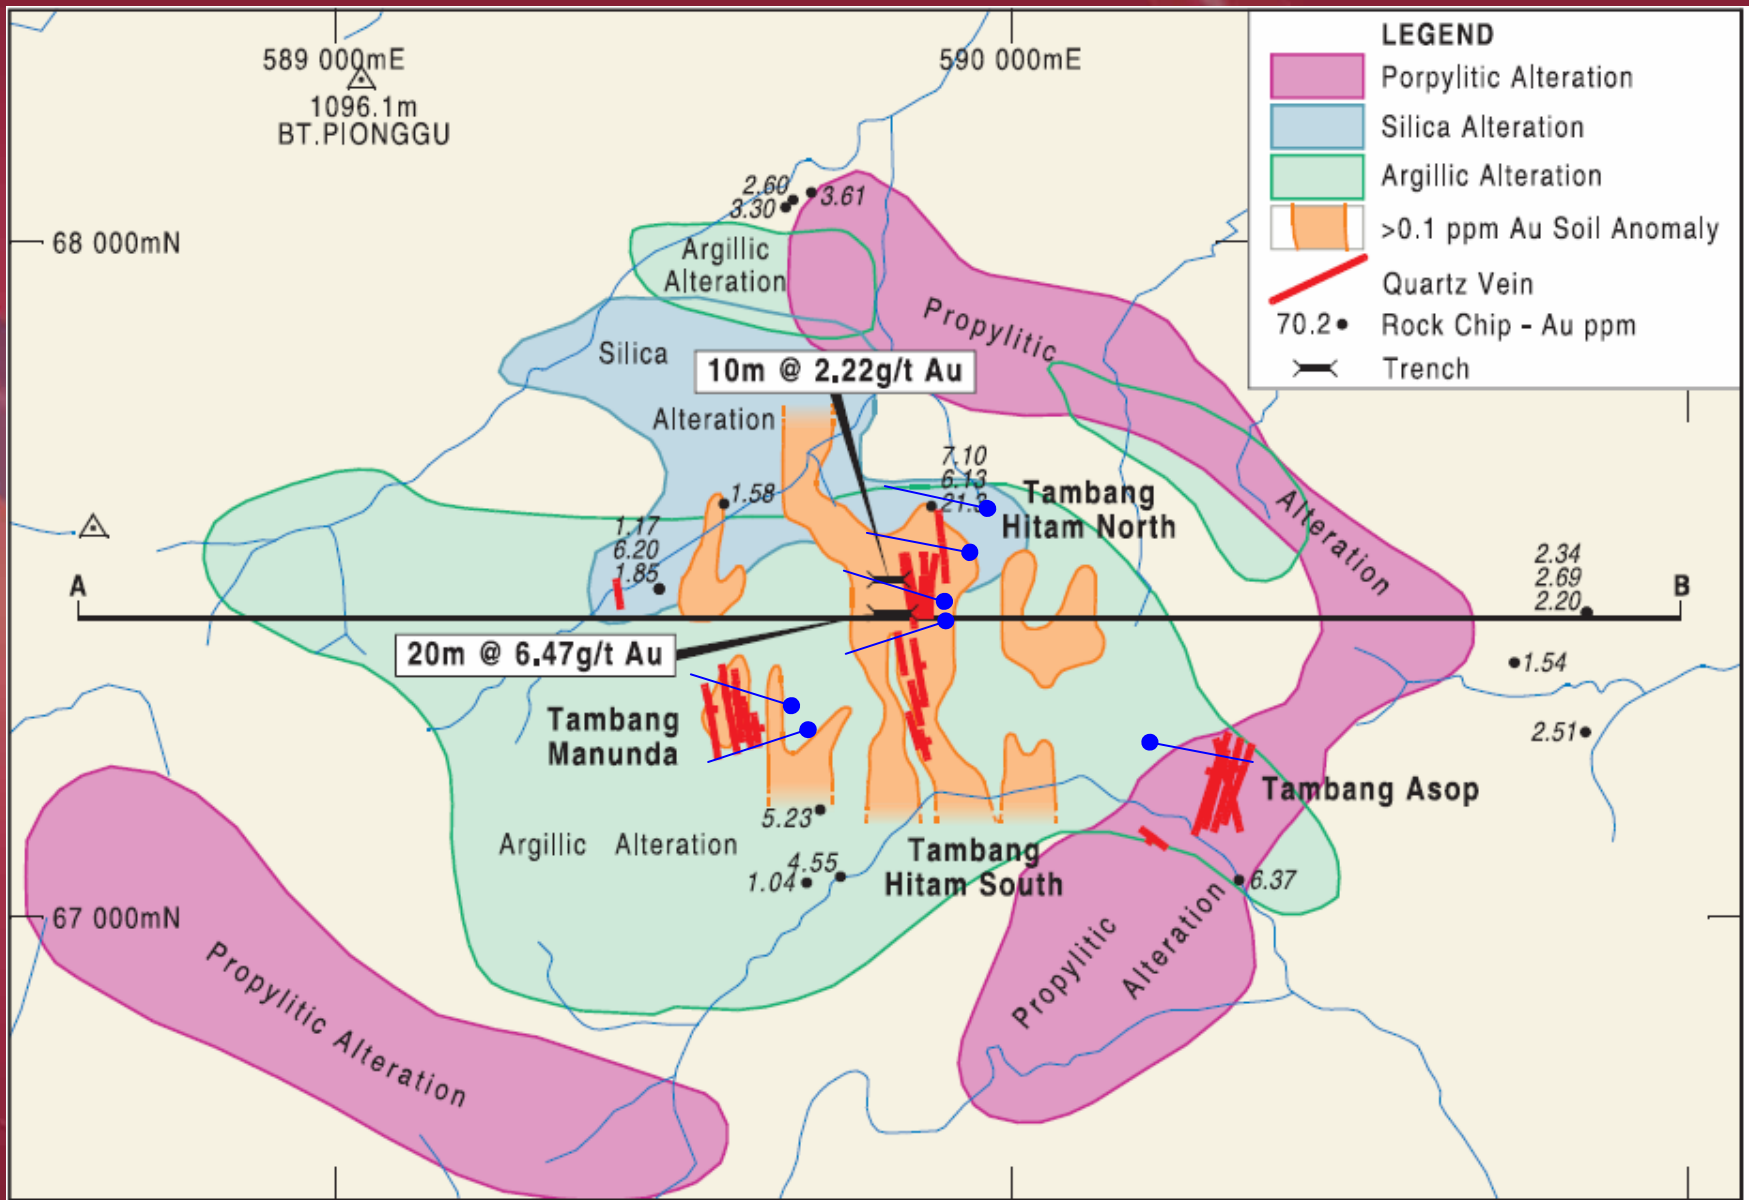 589 000mE
590 000mE
1096.1m
BT.PIONGGU
LEGEND
Porpylitic Alteration
Silica Alteration
Argillic Alteration
>0.1 ppm Au Soil Anomaly
Quartz Vein
70.2 Rock Chip - Au ppm
Trench
2.60
3.30
3.61
68 000mN
Argillic
Alteration
Propylitic
Alteration
Silica
Alteration
10m @ 2.22g/t Au
7.10
6.13
1.58
Tambang
Hitam North
1.17
6.20
1.85
2.34
2.69
2.20
A
B
20m @ 6.47g/t Au
1.54
2.51
Tambang
Manunda
Tambang Asop
5.23
Argillic Alteration
4.55
1.04
Tambang
Hitam South
6.37
67 000mN
Propylitic Alteration
Propylitic
Alteration